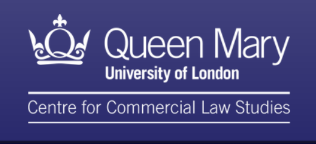 Queen Mary
University of London
Centre for Commercial Law Studies